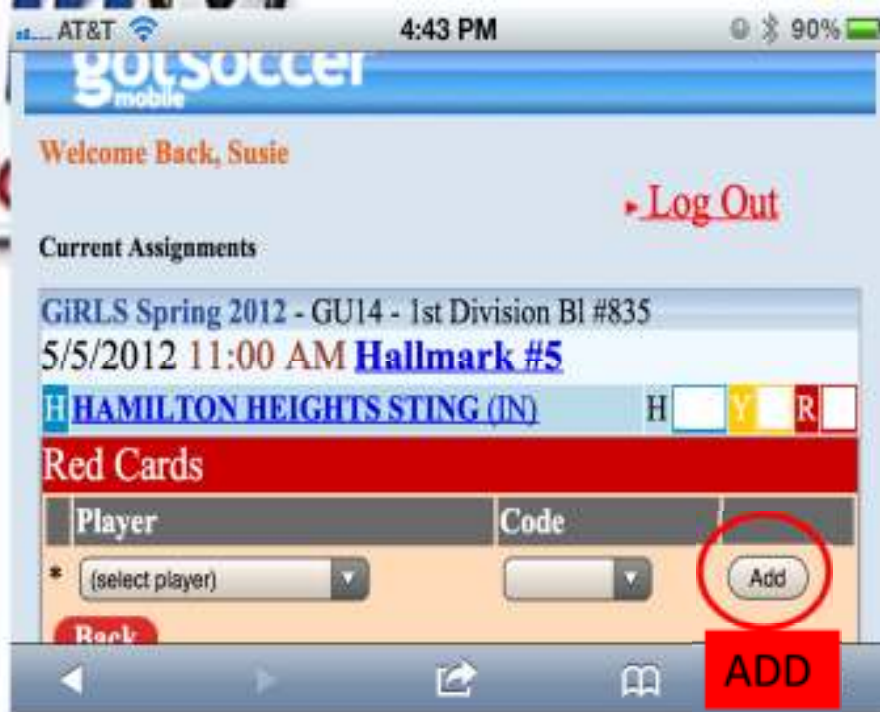 AT&T 4:43 PM 90%
gotsoccer
mobile
Welcome Back, Susie
Log Out
Current Assignments
GiRLS Spring 2012 - GU14 - 1st Division Bl #835
5/5/2012 11:00 AM Hallmark #5
H HAMILTON HEIGHTS STING (IN) H Y R
Red Cards
Player Code
* (select player) Add
Back
ADD